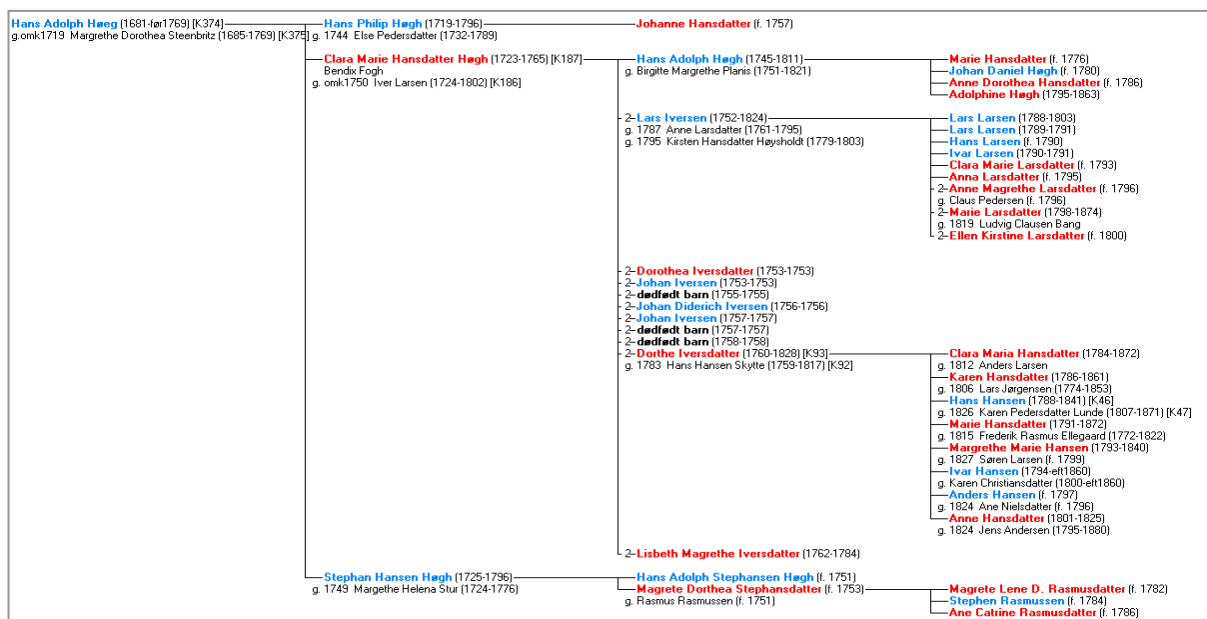 Hans Adolph Høeg (1681-før1769) [K374]
g.omk1719 Margrethe Dorothea Steenbritz (1685-1769) [K375]
Hans Philip Høgh (1719-1796)
g. 1744 Else Pedersdatter (1732-1789)
Johanne Hansdatter (f. 1757)
Clara Marie Hansdatter Høgh (1723-1765) [K187]
Bendix Fogh
g. omk1750 Iver Larsen (1724-1802) [K186]
Hans Adolph Høgh (1745-1811)
g. Birgitte Margrethe Planis (1751-1821)
Marie Hansdatter (f. 1776)
Johan Daniel Høgh (f. 1780)
Anne Dorothea Hansdatter (f. 1786)
Adolphine Høgh (1795-1863)
2 Lars Iversen (1752-1824)
g. 1787 Anne Larsdatter (1761-1795)
g. 1795 Kirsten Hansdatter Høysholdt (1779-1803)
Lars Larsen (1788-1803)
Lars Larsen (1789-1791)
Hans Larsen (f. 1790)
Ivar Larsen (1790-1791)
Clara Marie Larsdatter (f. 1793)
Anna Larsdatter (f. 1795)
2 Anne Magrethe Larsdatter (f. 1796)
g. Claus Pedersen (f. 1796)
2 Marie Larsdatter (1798-1874)
g. 1819 Ludvig Clausen Bang
2 Ellen Kirstine Larsdatter (f. 1800)
2 Dorothea Iversdatter (1753-1753)
2 Johan Iversen (1753-1753)
2 dødfødt barn (1755-1755)
2 Johan Diderich Iversen (1756-1756)
2 Johan Iversen (1757-1757)
2 dødfødt barn (1757-1757)
2 dødfødt barn (1758-1758)
2 Dorthe Iversdatter (1760-1828) [K93]
g. 1783 Hans Hansen Skytte (1759-1817) [K92]
Clara Maria Hansdatter (1784-1872)
g. 1812 Anders Larsen
Karen Hansdatter (1786-1861)
g. 1806 Lars Jørgensen (1774-1853)
Hans Hansen (1788-1841) [K46]
g. 1826 Karen Pedersdatter Lunde (1807-1871) [K47]
Marie Hansdatter (1791-1872)
g. 1815 Frederik Rasmus Ellegaard (1772-1822)
Margrethe Marie Hansen (1793-1840)
g. 1827 Søren Larsen (f. 1799)
Ivar Hansen (1794-eft1860)
g. Karen Christiansdatter (1800-eft1860)
Anders Hansen (f. 1797)
g. 1824 Ane Nielsdatter (f. 1796)
Anne Hansdatter (1801-1825)
g. 1824 Jens Andersen (1795-1880)
2 Lisbeth Magrethe Iversdatter (1762-1784)
Stephan Hansen Høgh (1725-1796)
g. 1749 Margethe Helena Stur (1724-1776)
Hans Adolph Stephansen Høgh (f. 1751)
Magrete Dorthea Stephansdatter (f. 1753)
g. Rasmus Rasmussen (f. 1751)
Magrete Lene D. Rasmusdatter (f. 1782)
Stephen Rasmussen (f. 1784)
Ane Catrine Rasmusdatter (f. 1786)